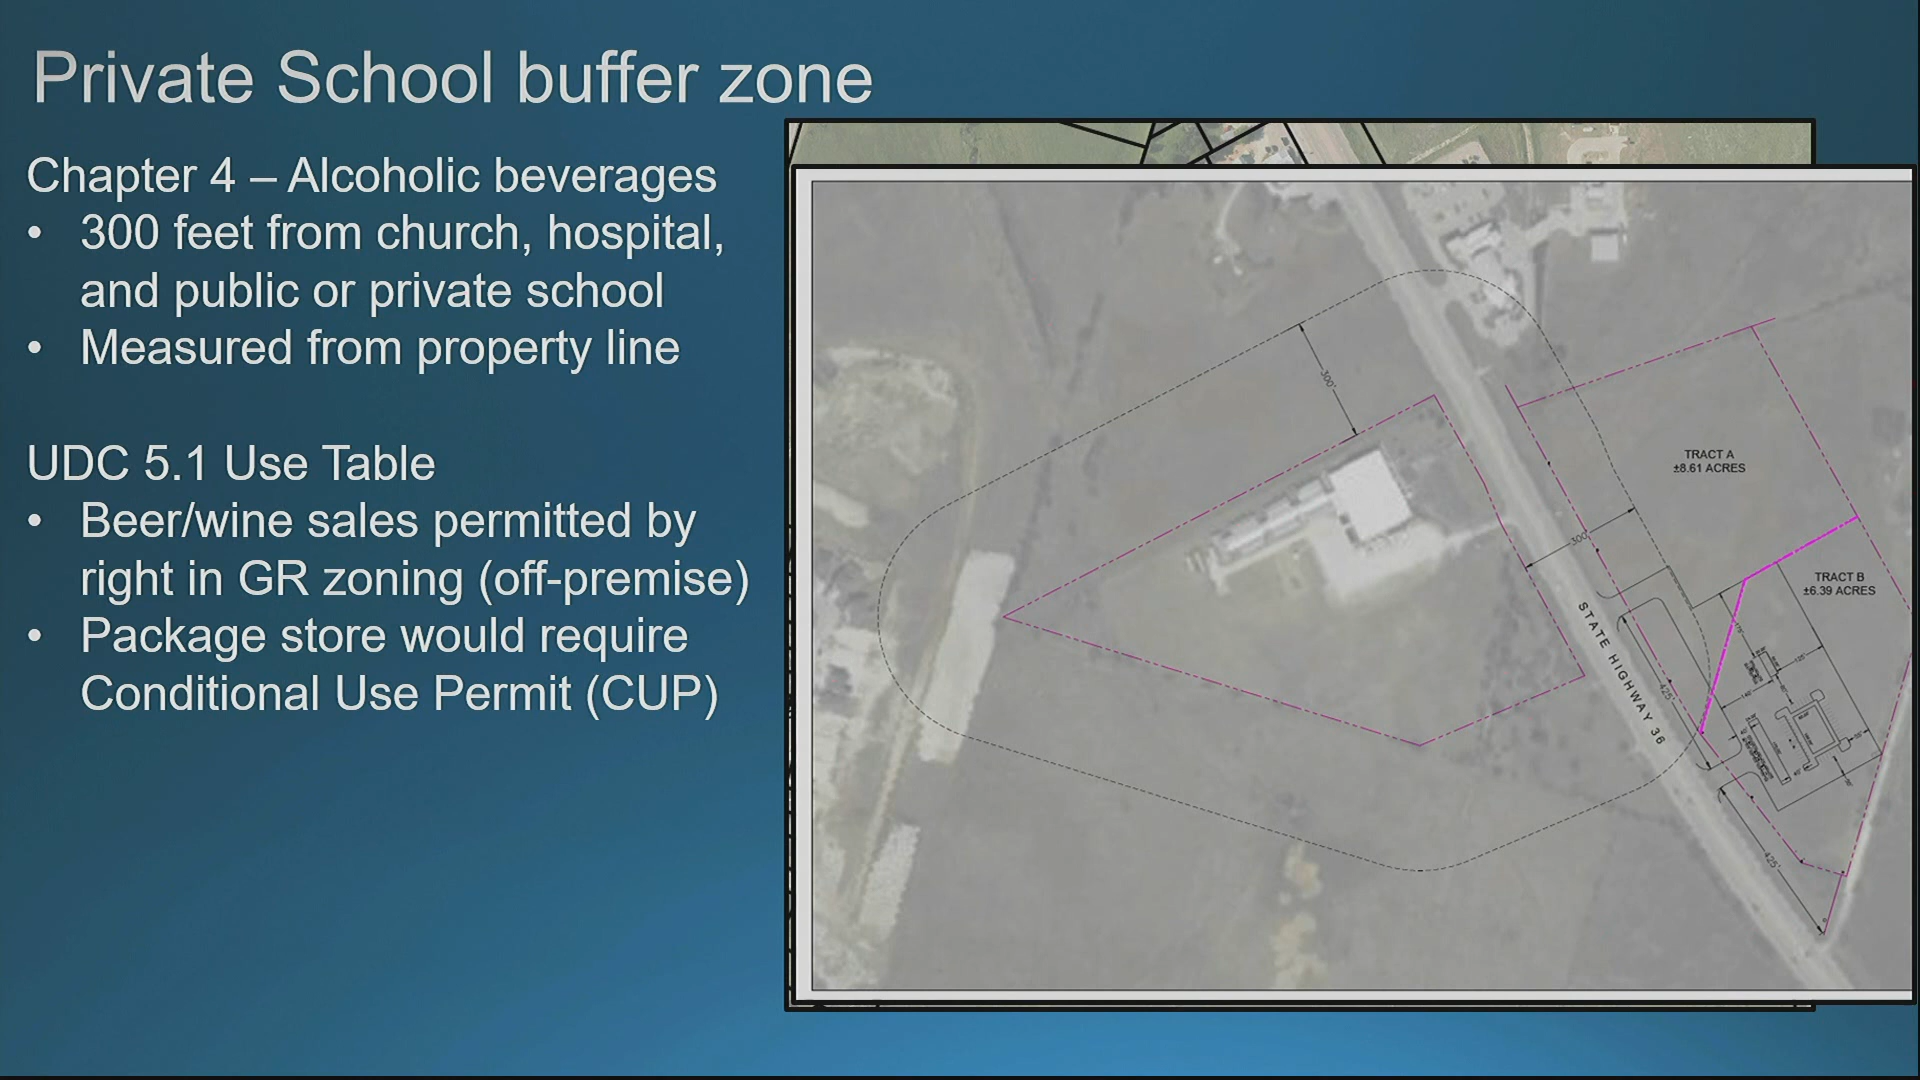 Private School buffer zone
Chapter 4 – Alcoholic beverages
• 300 feet from church, hospital,
and public or private school
• Measured from property line
UDC 5.1 Use Table
• Beer/wine sales permitted by
right in GR zoning (off-premise)
• Package store would require
Conditional Use Permit (CUP)
300'
300'
TRACT A
±8.61 ACRES
TRACT B
±6.39 ACRES
STATE HIGHWAY 36
425'
425'